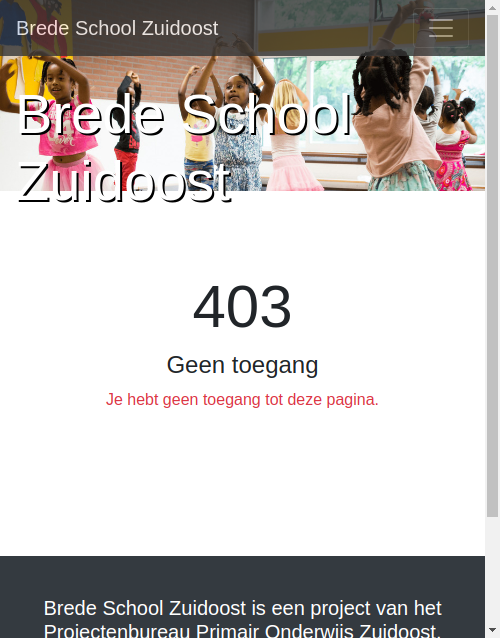 Brede School Zuidoost
Brede School
Zuidoost
403
Geen toegang
Je hebt geen toegang tot deze pagina.
Brede School Zuidoost is een project van het
Projectenbureau Primair Onderwijs Zuidoost.